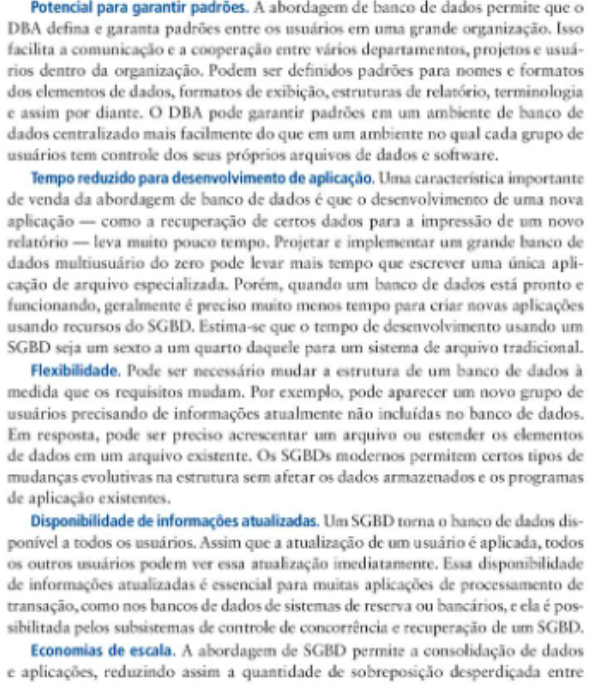 Potencial para garantir padrões. A abordagem de banco de dados permite que o
DBA defina e garanta padrões entre os usuários em uma grande organização. Isso
facilita a comunicação e a cooperação entre vários departamentos, projetos e usuá-
rios dentro da organização. Podem ser definidos padrões para nomes e formatos
dos elementos de dados, formatos de exibição, estruturas de relatório, terminologia
e assim por diante. O DBA pode garantir padrões em um ambiente de banco de
dados centralizado mais facilmente do que em um ambiente no qual cada grupo de
usuários tem controle dos seus próprios arquivos de dados e software.
Tempo reduzido para desenvolvimento de aplicação. Uma característica importante
de venda da abordagem de banco de dados é que o desenvolvimento de uma nova
aplicação — como a recuperação de certos dados para a impressão de um novo
relatório — leva muito pouco tempo. Projetar e implementar um grande banco de
dados multiusuário do zero pode levar mais tempo que escrever uma única apli-
cação de arquivo especializada. Porém, quando um banco de dados está pronto e
funcionando, geralmente é preciso muito menos tempo para criar novas aplicações
usando recursos do SGBD. Estima-se que o tempo de desenvolvimento usando um
SGBD seja um sexto a um quarto daquele para um sistema de arquivo tradicional.
Flexibilidade. Pode ser necessário mudar a estrutura de um banco de dados à
medida que os requisitos mudam. Por exemplo, pode aparecer um novo grupo de
usuários precisando de informações atualmente não incluídas no banco de dados.
Em resposta, pode ser preciso acrescentar um arquivo ou estender os elementos
de dados em um arquivo existente. Os SGBDs modernos permitem certos tipos de
mudanças evolutivas na estrutura sem afetar os dados armazenados e os programas
de aplicação existentes.
Disponibilidade de informações atualizadas. Um SGBD torna o banco de dados dis-
ponível a todos os usuários. Assim que a atualização de um usuário é aplicada, todos
os outros usuários podem ver essa atualização imediatamente. Essa disponibilidade
de informações atualizadas é essencial para muitas aplicações de processamento de
transação, como nos bancos de dados de sistemas de reserva ou bancários, e ela é pos-
sibilitada pelos subsistemas de controle de concorrência e recuperação de um SGBD.
Economias de escala. A abordagem de SGBD permite a consolidação de dados
e aplicações, reduzindo assim a quantidade de sobreposição desperdiçada entre